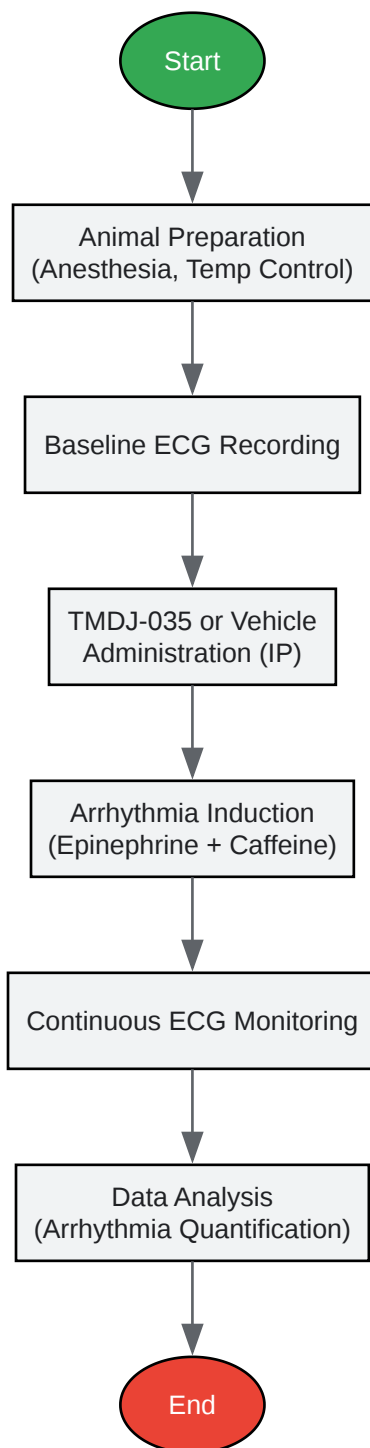 Start
Animal Preparation
(Anesthesia, Temp Control)
Baseline ECG Recording
TMDJ-035 or Vehicle
Administration (IP)
Arrhythmia Induction
(Epinephrine + Caffeine)
Continuous ECG Monitoring
Data Analysis
(Arrhythmia Quantification)
End